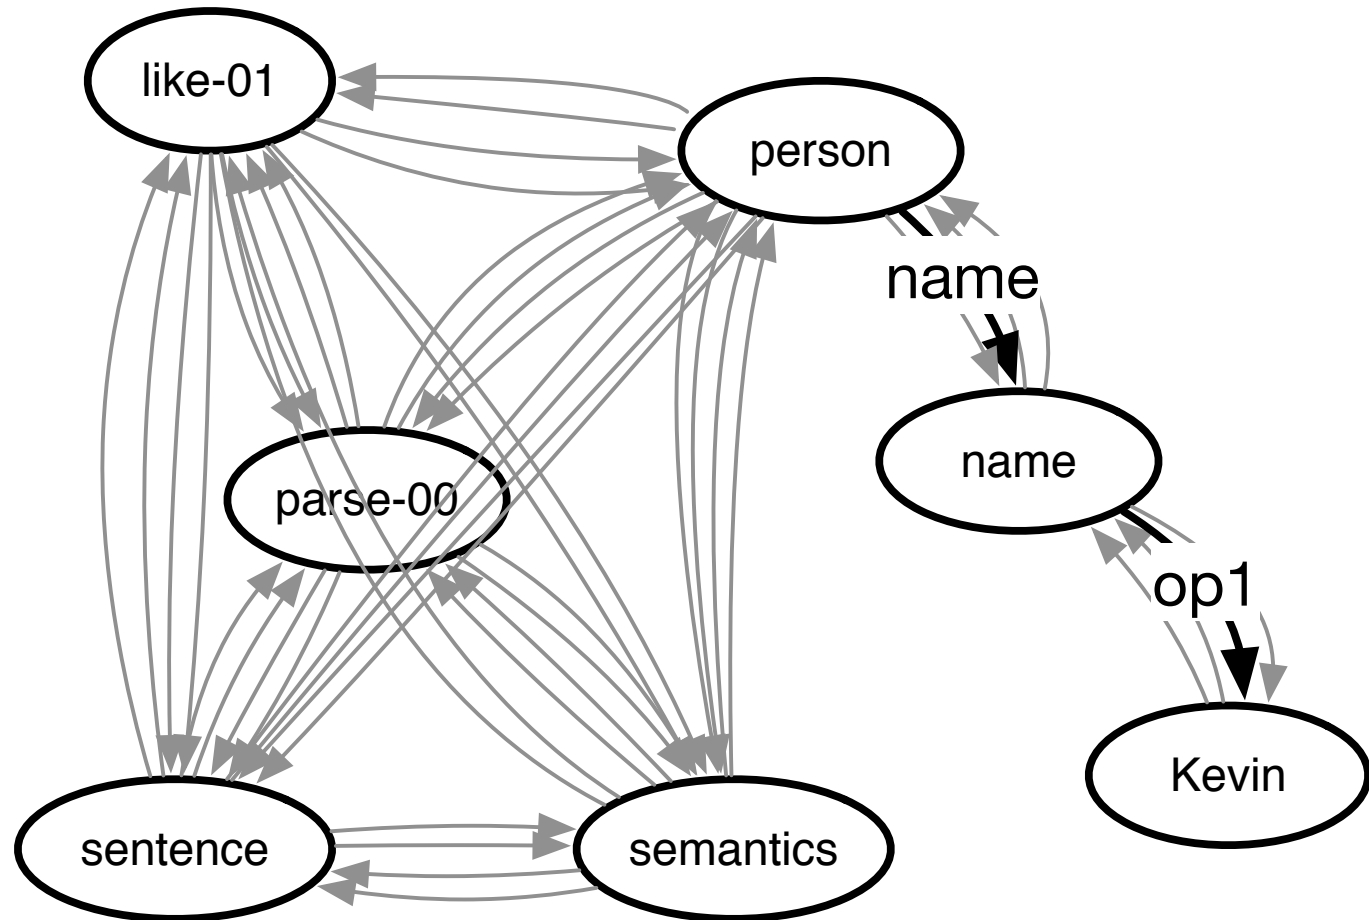 like-01
person
name
name
parse-00
op1
Kevin
sentence
semantics